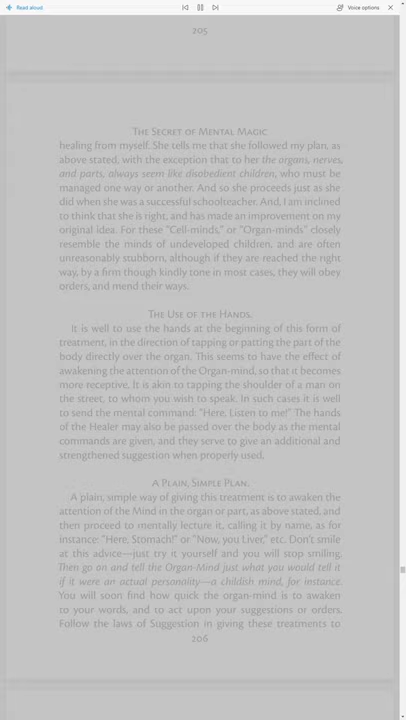 Read aloud
Voice options
205
The Secret of Mental Magic
healing from myself. She tells me that she followed my plan, as
above stated, with the exception that to her the organs, nerves,
and parts, always seem like disobedient children, who must be
managed one way or another. And so she proceeds just as she
did when she was a successful schoolteacher. And, I am inclined
to think that she is right, and has made an improvement on my
original idea. For these “Cell-minds,” or “Organ-minds” closely
resemble the minds of undeveloped children, and are often
unreasonably stubborn, although if they are reached the right
way, by a firm though kindly tone in most cases, they will obey
orders, and mend their ways.
The Use of the Hands.
It is well to use the hands at the beginning of this form of
treatment, in the direction of tapping or patting the part of the
body directly over the organ. This seems to have the effect of
awakening the attention of the Organ-mind, so that it becomes
more receptive. It is akin to tapping the shoulder of a man on
the street, to whom you wish to speak. In such cases it is well
to send the mental command: “Here, Listen to me!” The hands
of the Healer may also be passed over the body as the mental
commands are given, and they serve to give an additional and
strengthened suggestion when properly used.
A Plain, Simple Plan.
A plain, simple way of giving this treatment is to awaken the
attention of the Mind in the organ or part, as above stated, and
then proceed to mentally lecture it, calling it by name, as for
instance: “Here, Stomach!” or “Now, you Liver,” etc. Don’t smile
at this advice—just try it yourself and you will stop smiling.
Then go on and tell the Organ-Mind just what you would tell it
if it were an actual personality—a childish mind, for instance.
You will soon find how quick the organ-mind is to awaken
to your words, and to act upon your suggestions or orders.
Follow the laws of Suggestion in giving these treatments to
206